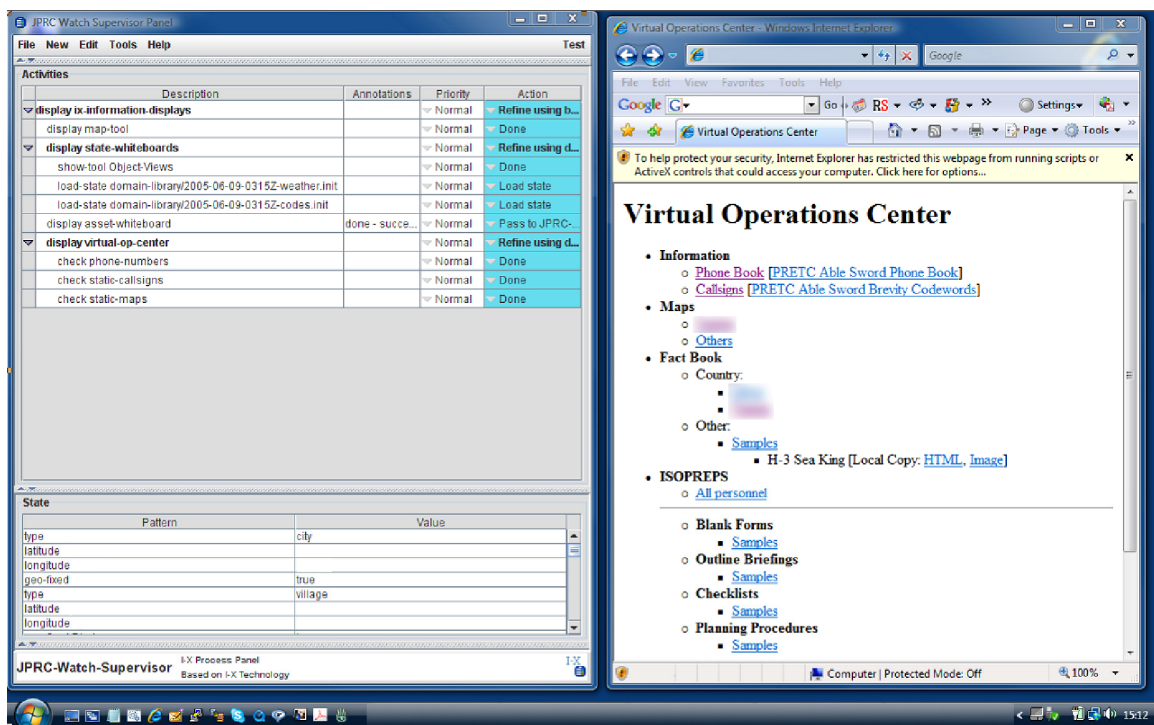 JPRC Watch Supervisor Panel
File New Edit Tools Help Test
Activities
Description Annotations Priority Action
display ix-information-displays Normal Refine using b...
display map-tool Normal Done
display state-whiteboards Normal Refine using d...
show-tool Object-Views Normal Done
load-state domain-library/2005-06-09-0315Z-weather.init Normal Load state
load-state domain-library/2005-06-09-0315Z-codes.init Normal Load state
display asset-whiteboard done - succe... Normal Pass to JPRC-...
display virtual-op-center Normal Refine using d...
check phone-numbers Normal Done
check static-callsigns Normal Done
check static-maps Normal Done
State
Pattern Value
type city
latitude
longitude
geo-fixed true
type village
latitude
longitude
JPRC-Watch-Supervisor I-X Process Panel
Based on I-X Technology
I-X
Virtual Operations Center - Windows Internet Explorer
Google
File Edit View Favorites Tools Help
Google G Go RS Settings
Virtual Operations Center Page Tools
To help protect your security, Internet Explorer has restricted this webpage from running scripts or
ActiveX controls that could access your computer. Click here for options...
Virtual Operations Center
Information
Phone Book [PRETC Able Sword Phone Book]
Callsigns [PRETC Able Sword Brevity Codewords]
Maps
Others
Fact Book
Country:
Other:
Samples
H-3 Sea King [Local Copy: HTML, Image]
ISOPREPS
All personnel
Blank Forms
Samples
Outline Briefings
Samples
Checklists
Samples
Planning Procedures
Samples
Computer | Protected Mode: Off 100%
15:12